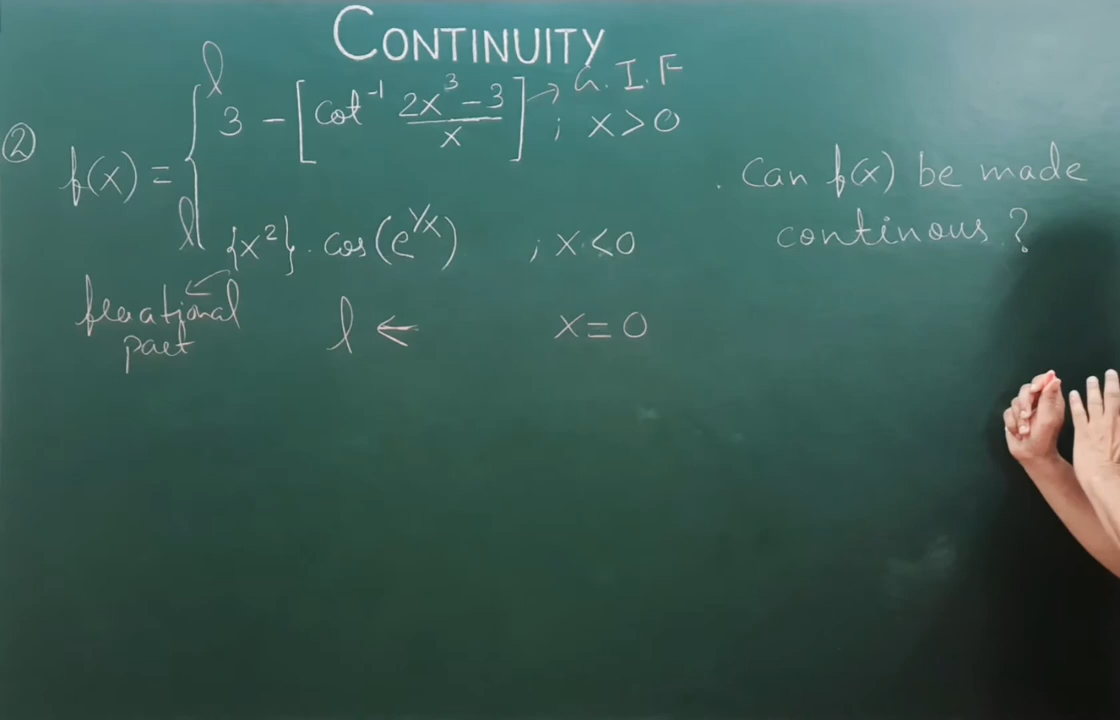 CONTINUITY
② f(x) = { l 3 - [cot⁻¹ (2x³ - 3)/x] → G.I.F ; x > 0
l {x²} . cos(e^(1/x)) ; x < 0
fractional part
l ← x = 0
. Can f(x) be made
continous ?